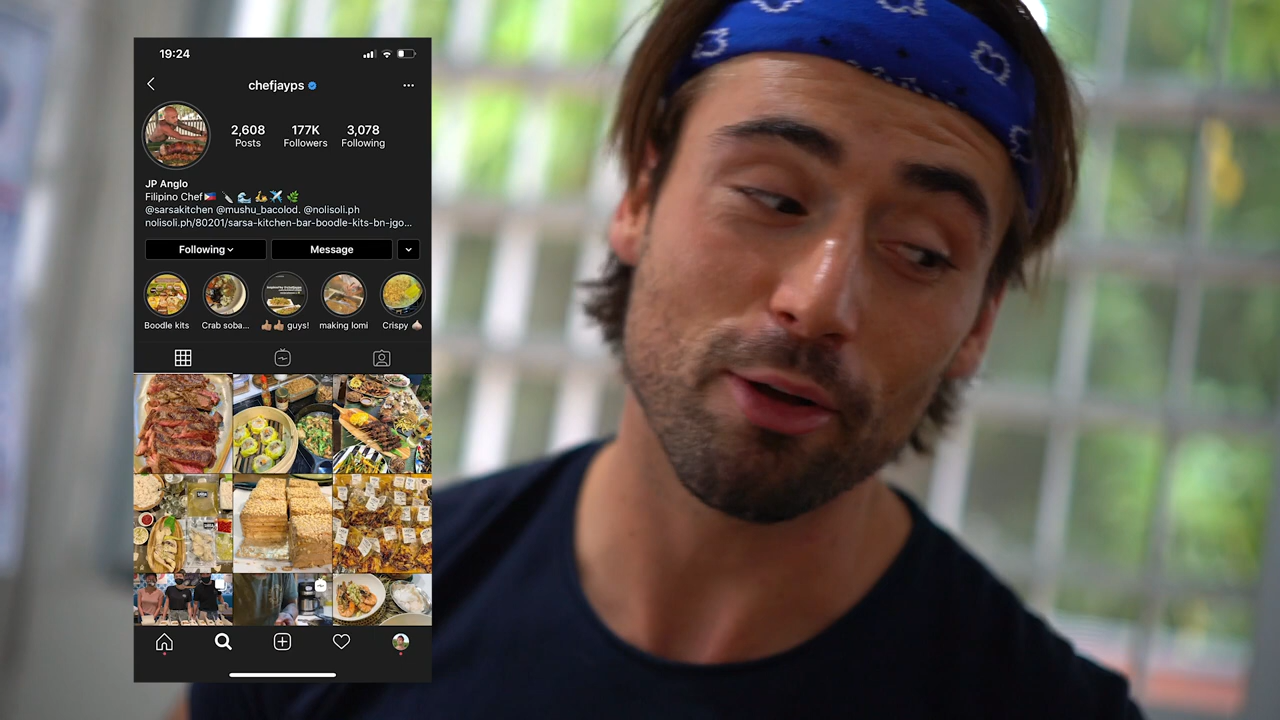 19:24
chefjayps
2,608 177K 3,078
Posts Followers Following
JP Anglo
Filipino Chef🇵🇭 🔪 🌊 💪🏼 ✈️ 🌿
@sarsakitchen @mushu_bacolod. @nolisoli.ph
nolisoli.ph/80201/sarsa-kitchen-bar-boodle-kits-bn-jgo...
Following Message
Boodle kits Crab soba... 👍🏽👍🏽 guys! making lomi Crispy 🧄